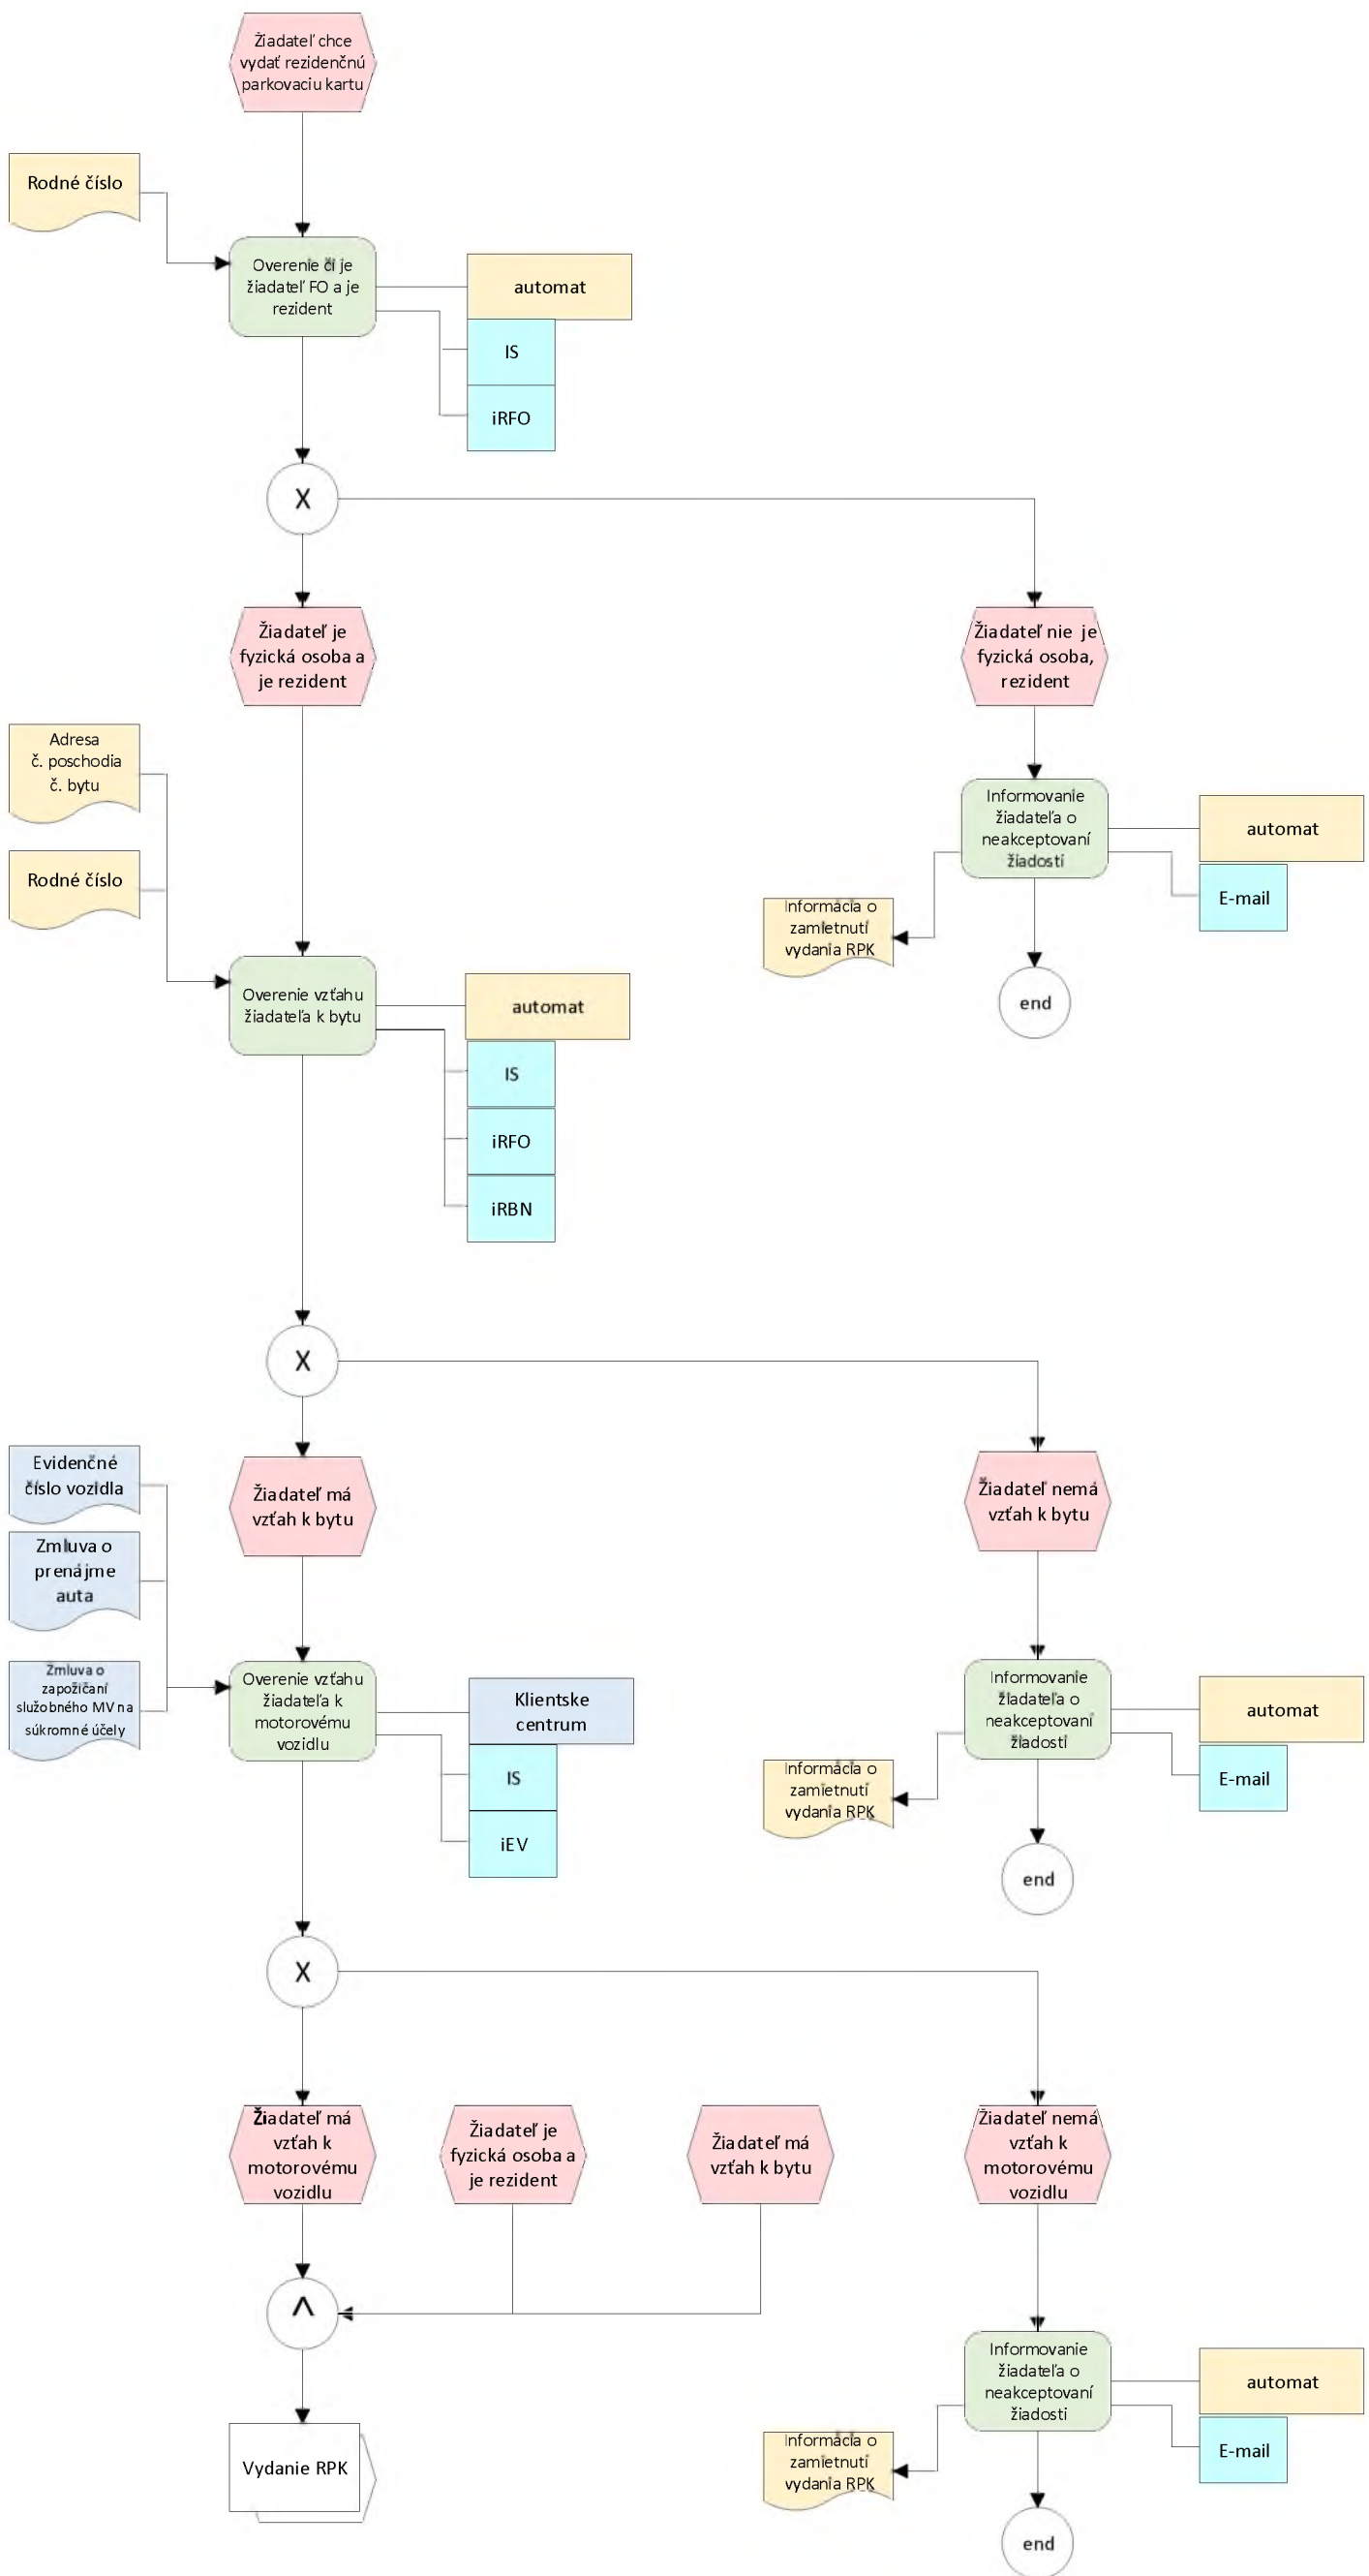 Žiadateľ chce
vydať rezidenčnú
parkovaciu kartu
Rodné číslo
Overenie či je
žiadateľ FO a je
rezident
automat
IS
iRFO
X
Žiadateľ je
fyzická osoba a
je rezident
Žiadateľ nie je
fyzická osoba,
rezident
Adresa
č. poschodia
č. bytu
Rodné číslo
Informovanie
žiadateľa o
neakceptovaní
žiadosti
automat
E-mail
Informácia o
zamietnutí
vydania RPK
end
Overenie vzťahu
žiadateľa k bytu
automat
IS
iRFO
iRBN
X
Evidenčné
číslo vozidla
Zmluva o
prenájme
auta
Zmluva o
zapožičaní
služobného MV na
súkromné účely
Žiadateľ má
vzťah k bytu
Žiadateľ nemá
vzťah k bytu
Overenie vzťahu
žiadateľa k
motorovému
vozidlu
Klientske
centrum
IS
iEV
Informovanie
žiadateľa o
neakceptovaní
žiadosti
automat
E-mail
Informácia o
zamietnutí
vydania RPK
end
X
Žiadateľ má
vzťah k
motorovému
vozidlu
Žiadateľ je
fyzická osoba a
je rezident
Žiadateľ má
vzťah k bytu
Žiadateľ nemá
vzťah k
motorovému
vozidlu
^
Vydanie RPK
Informovanie
žiadateľa o
neakceptovaní
žiadosti
automat
E-mail
Informácia o
zamietnutí
vydania RPK
end